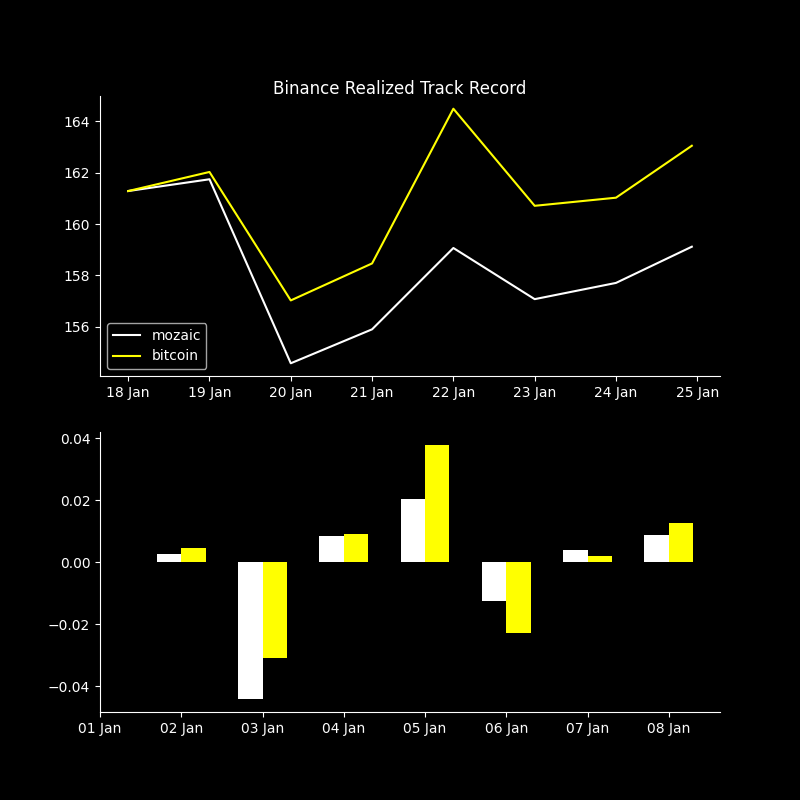 Binance Realized Track Record
164
162
160
158
156
mozaic
bitcoin
18 Jan 19 Jan 20 Jan 21 Jan 22 Jan 23 Jan 24 Jan 25 Jan
0.04
0.02
0.00
−0.02
−0.04
01 Jan 02 Jan 03 Jan 04 Jan 05 Jan 06 Jan 07 Jan 08 Jan